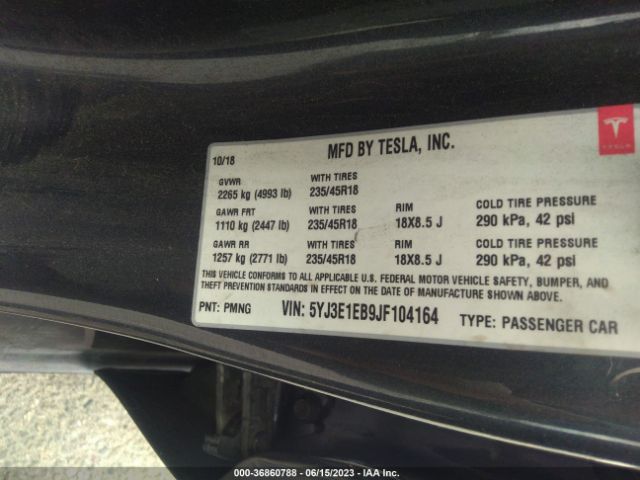 10/18 MFD BY TESLA, INC.
TESLA
GVWR WITH TIRES
2265 kg (4993 lb) 235/45R18
GAWR FRT WITH TIRES RIM COLD TIRE PRESSURE
1110 kg (2447 lb) 235/45R18 18X8.5 J 290 kPa, 42 psi
GAWR RR WITH TIRES RIM COLD TIRE PRESSURE
1257 kg (2771 lb) 235/45R18 18X8.5 J 290 kPa, 42 psi
THIS VEHICLE CONFORMS TO ALL APPLICABLE U.S. FEDERAL MOTOR VEHICLE SAFETY, BUMPER, AND
THEFT PREVENTION STANDARDS IN EFFECT ON THE DATE OF MANUFACTURE SHOWN ABOVE.
PNT: PMNG VIN: 5YJ3E1EB9JF104164 TYPE: PASSENGER CAR
000-36860788 - 06/15/2023 - IAA Inc.